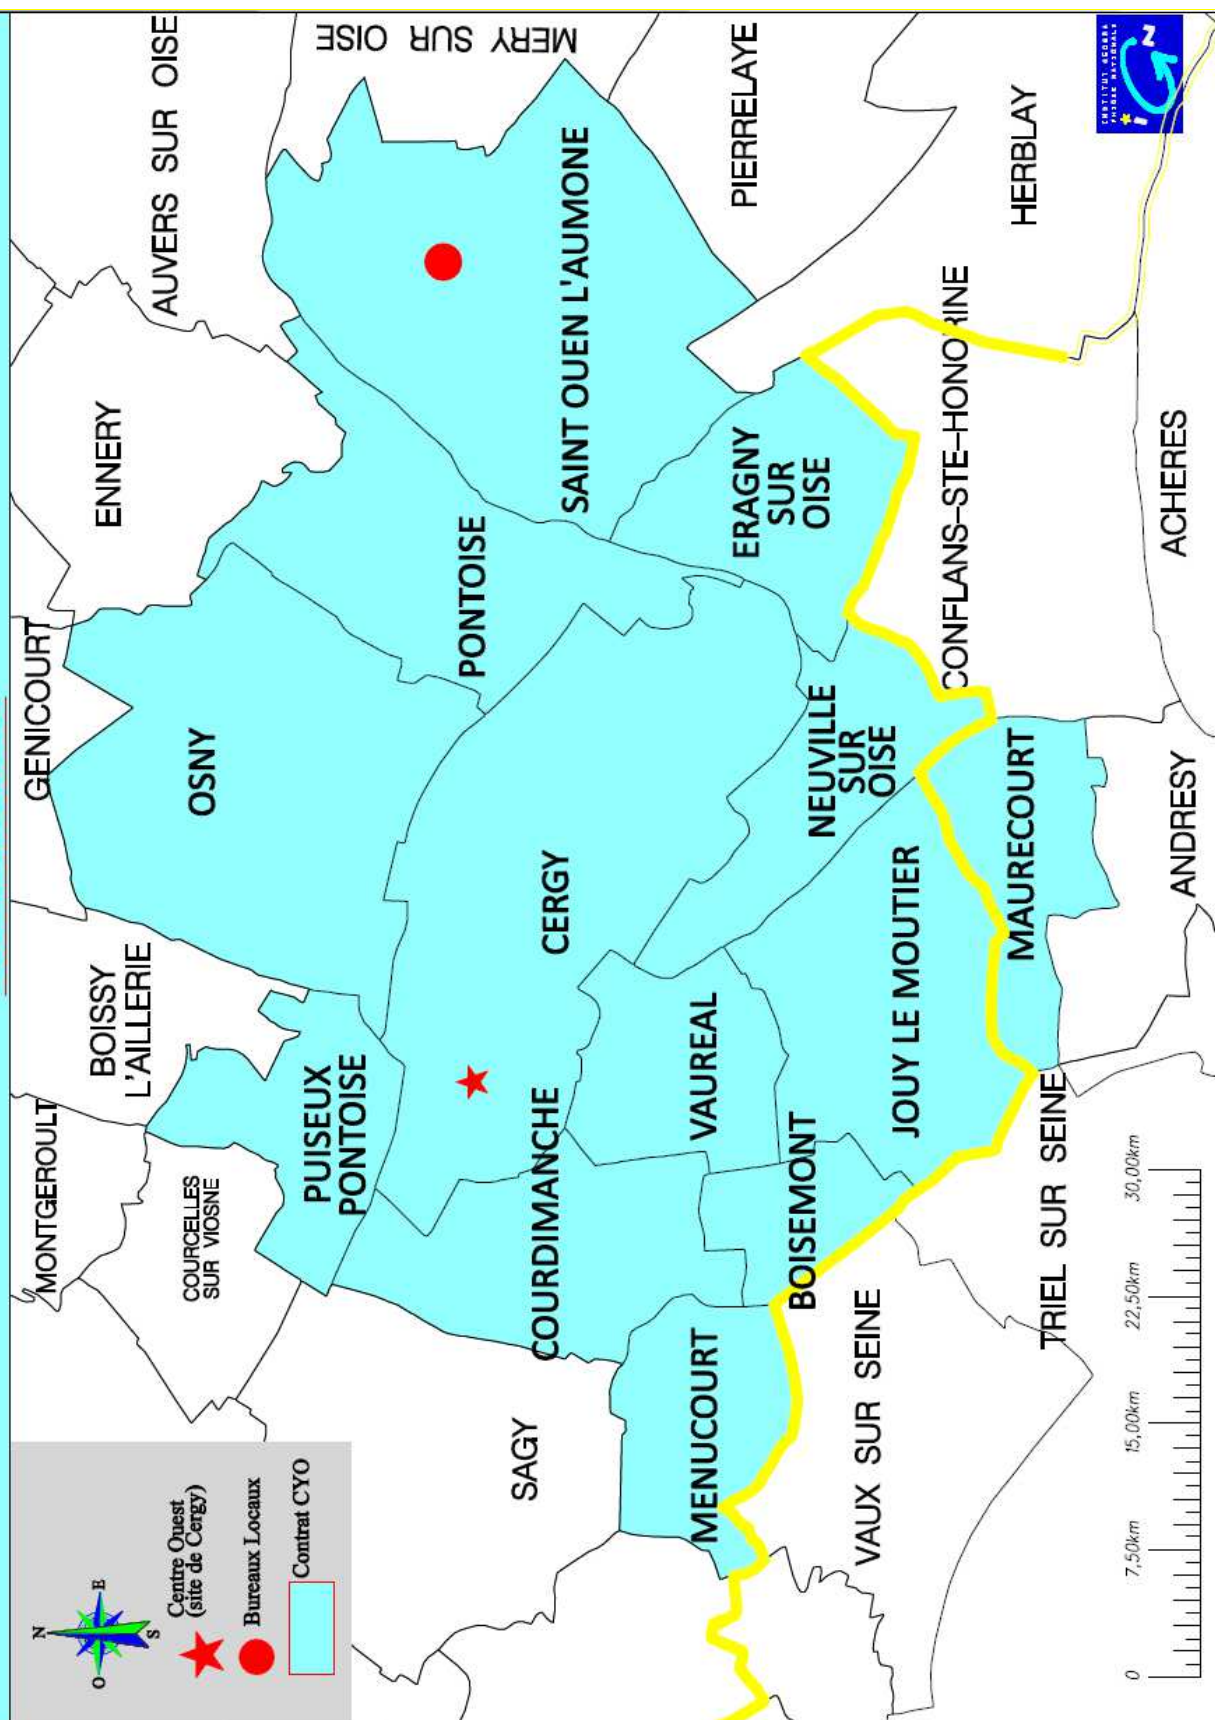 MONTGEROULT
BOISSY
L'AILLERIE
GENICOURT
ENNERY
AUVERS SUR OISE
MERY SUR OISE
COURCELLES
SUR VIOSNE
PUISEUX
PONTOISE
OSNY
PONTOISE
SAINT OUEN L'AUMONE
PIERRELAYE
SAGY
COURDIMANCHE
CERGY
ERAGNY
SUR
OISE
HERBLAY
MENUCOURT
VAUREAL
BOISEMONT
NEUVILLE
SUR
OISE
JOUY LE MOUTIER
CONFLANS-STE-HONORINE
VAUX SUR SEINE
MAURECOURT
TRIEL SUR SEINE
ANDRESY
ACHERES
N
O
E
S
Centre Ouest
(site de Cergy)
Bureaux Locaux
Contrat CYO
0
7,50km
15,00km
22,50km
30,00km